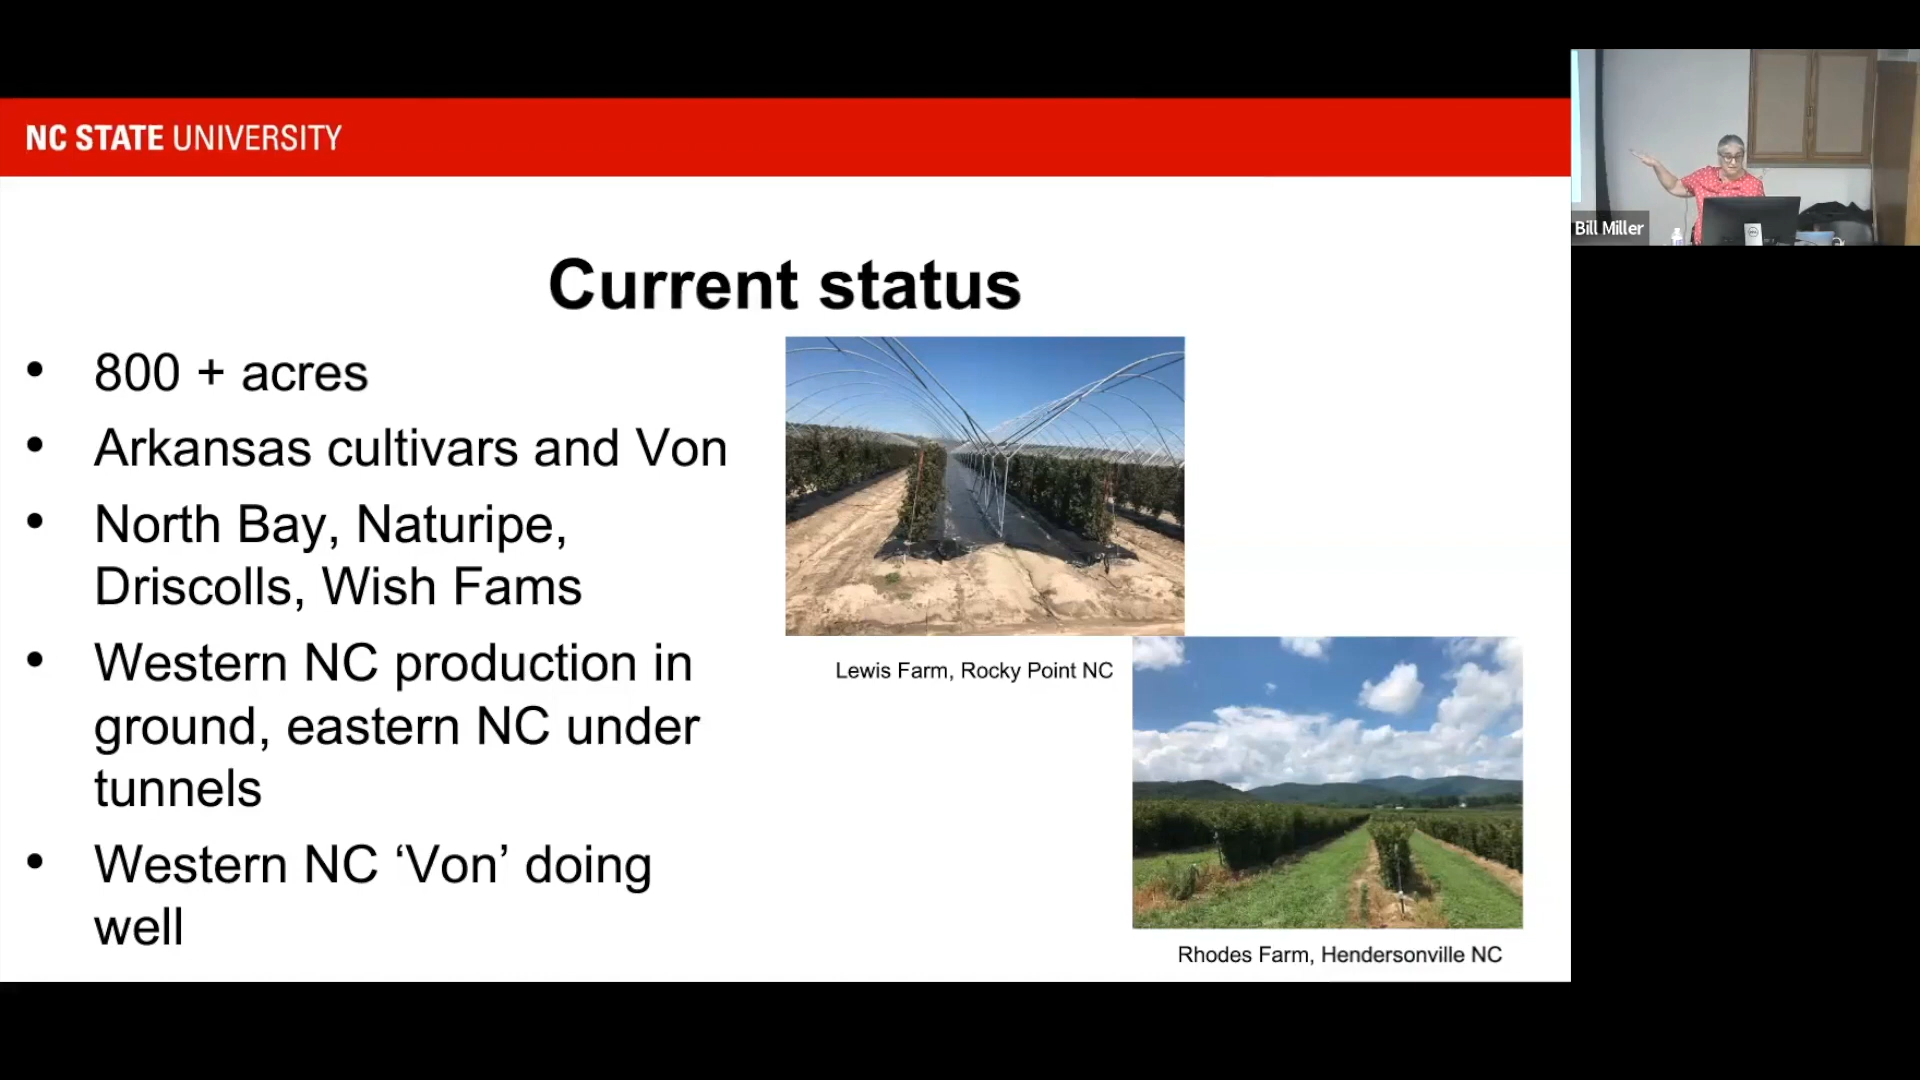 NC STATE UNIVERSITY
Bill Miller
Current status
• 800 + acres
• Arkansas cultivars and Von
• North Bay, Naturipe,
Driscolls, Wish Fams
• Western NC production in
ground, eastern NC under
tunnels
• Western NC ‘Von’ doing
well
Lewis Farm, Rocky Point NC
Rhodes Farm, Hendersonville NC